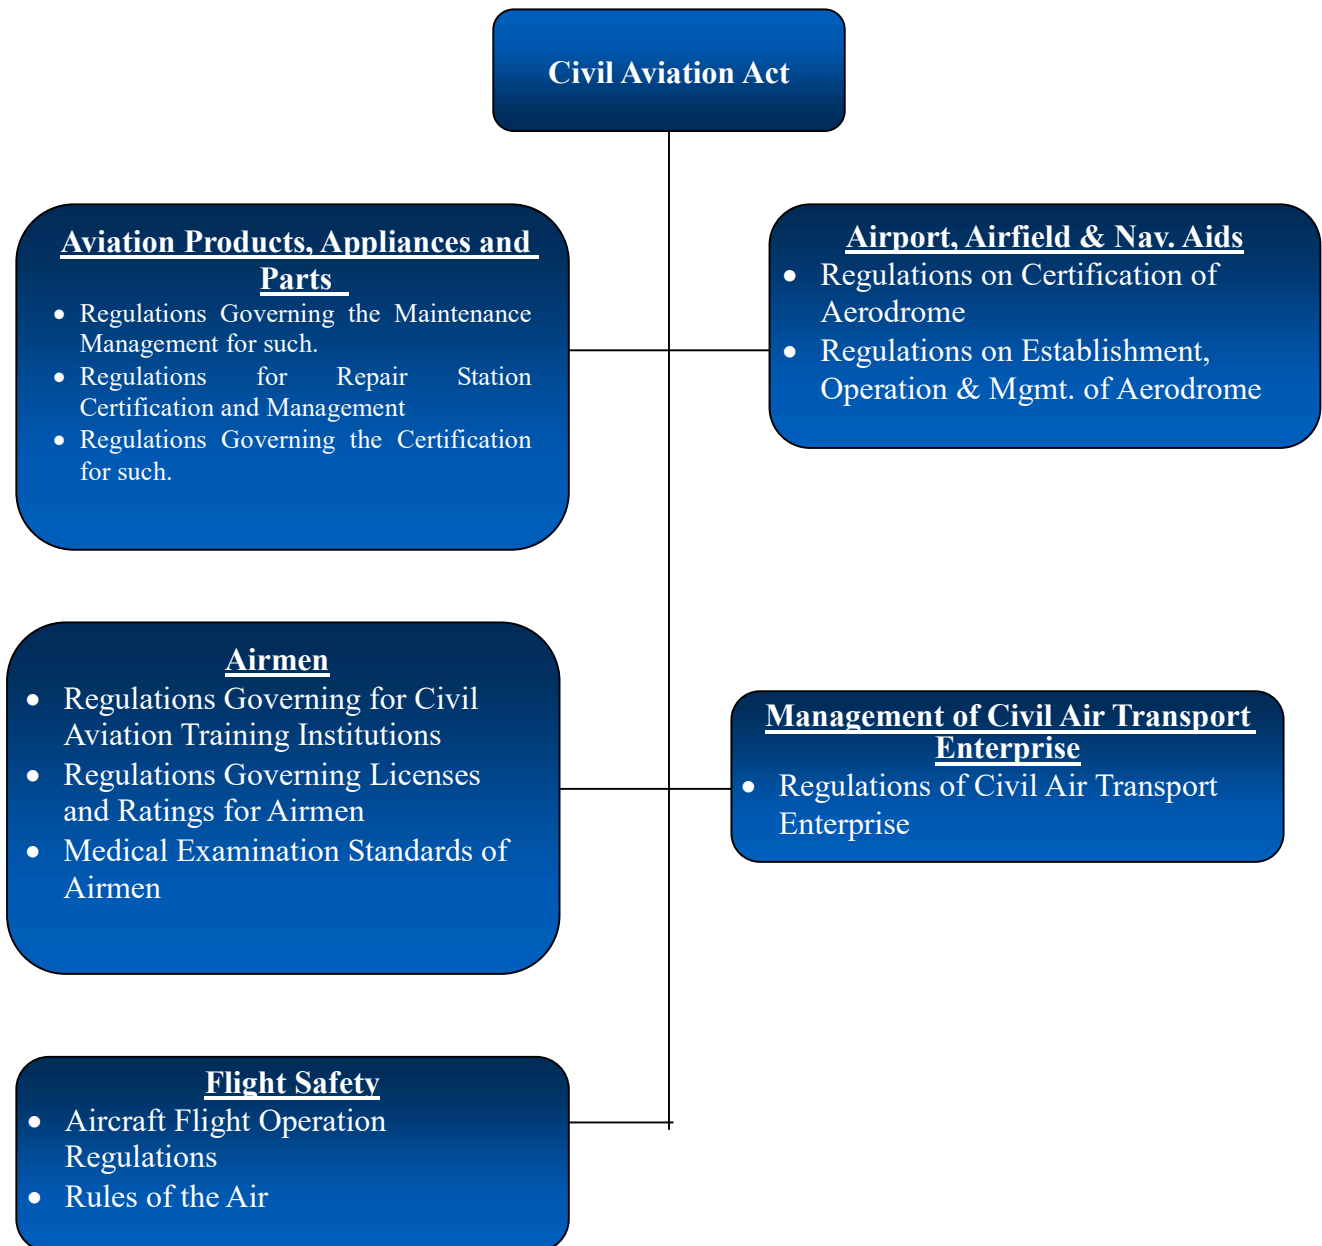 Civil Aviation Act
Aviation Products, Appliances and
Parts
• Regulations Governing the Maintenance
Management for such.
• Regulations for Repair Station
Certification and Management
• Regulations Governing the Certification
for such.
Airport, Airfield & Nav. Aids
• Regulations on Certification of
Aerodrome
• Regulations on Establishment,
Operation & Mgmt. of Aerodrome
Airmen
• Regulations Governing for Civil
Aviation Training Institutions
• Regulations Governing Licenses
and Ratings for Airmen
• Medical Examination Standards of
Airmen
Management of Civil Air Transport
Enterprise
• Regulations of Civil Air Transport
Enterprise
Flight Safety
• Aircraft Flight Operation
Regulations
• Rules of the Air